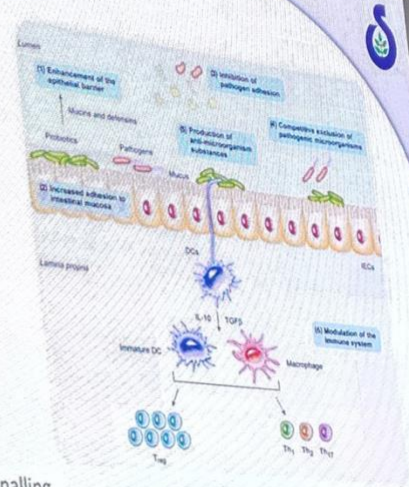 Lumen
(1) Enhancement of the
epithelial barrier
(3) Inhibition of
pathogen adhesion
Mucins and defensins
(5) Production of
anti-microorganism
substances
(4) Competitive exclusion of
pathogenic microorganisms
Probiotics
Pathogens
Mucus
(2) Increased adhesion to
intestinal mucosa
DCs
IECs
Lamina propria
IL-10
TGFβ
(6) Modulation of the
immune system
Immature DC
Macrophage
Treg
Th1 Th2 Th17
nalling